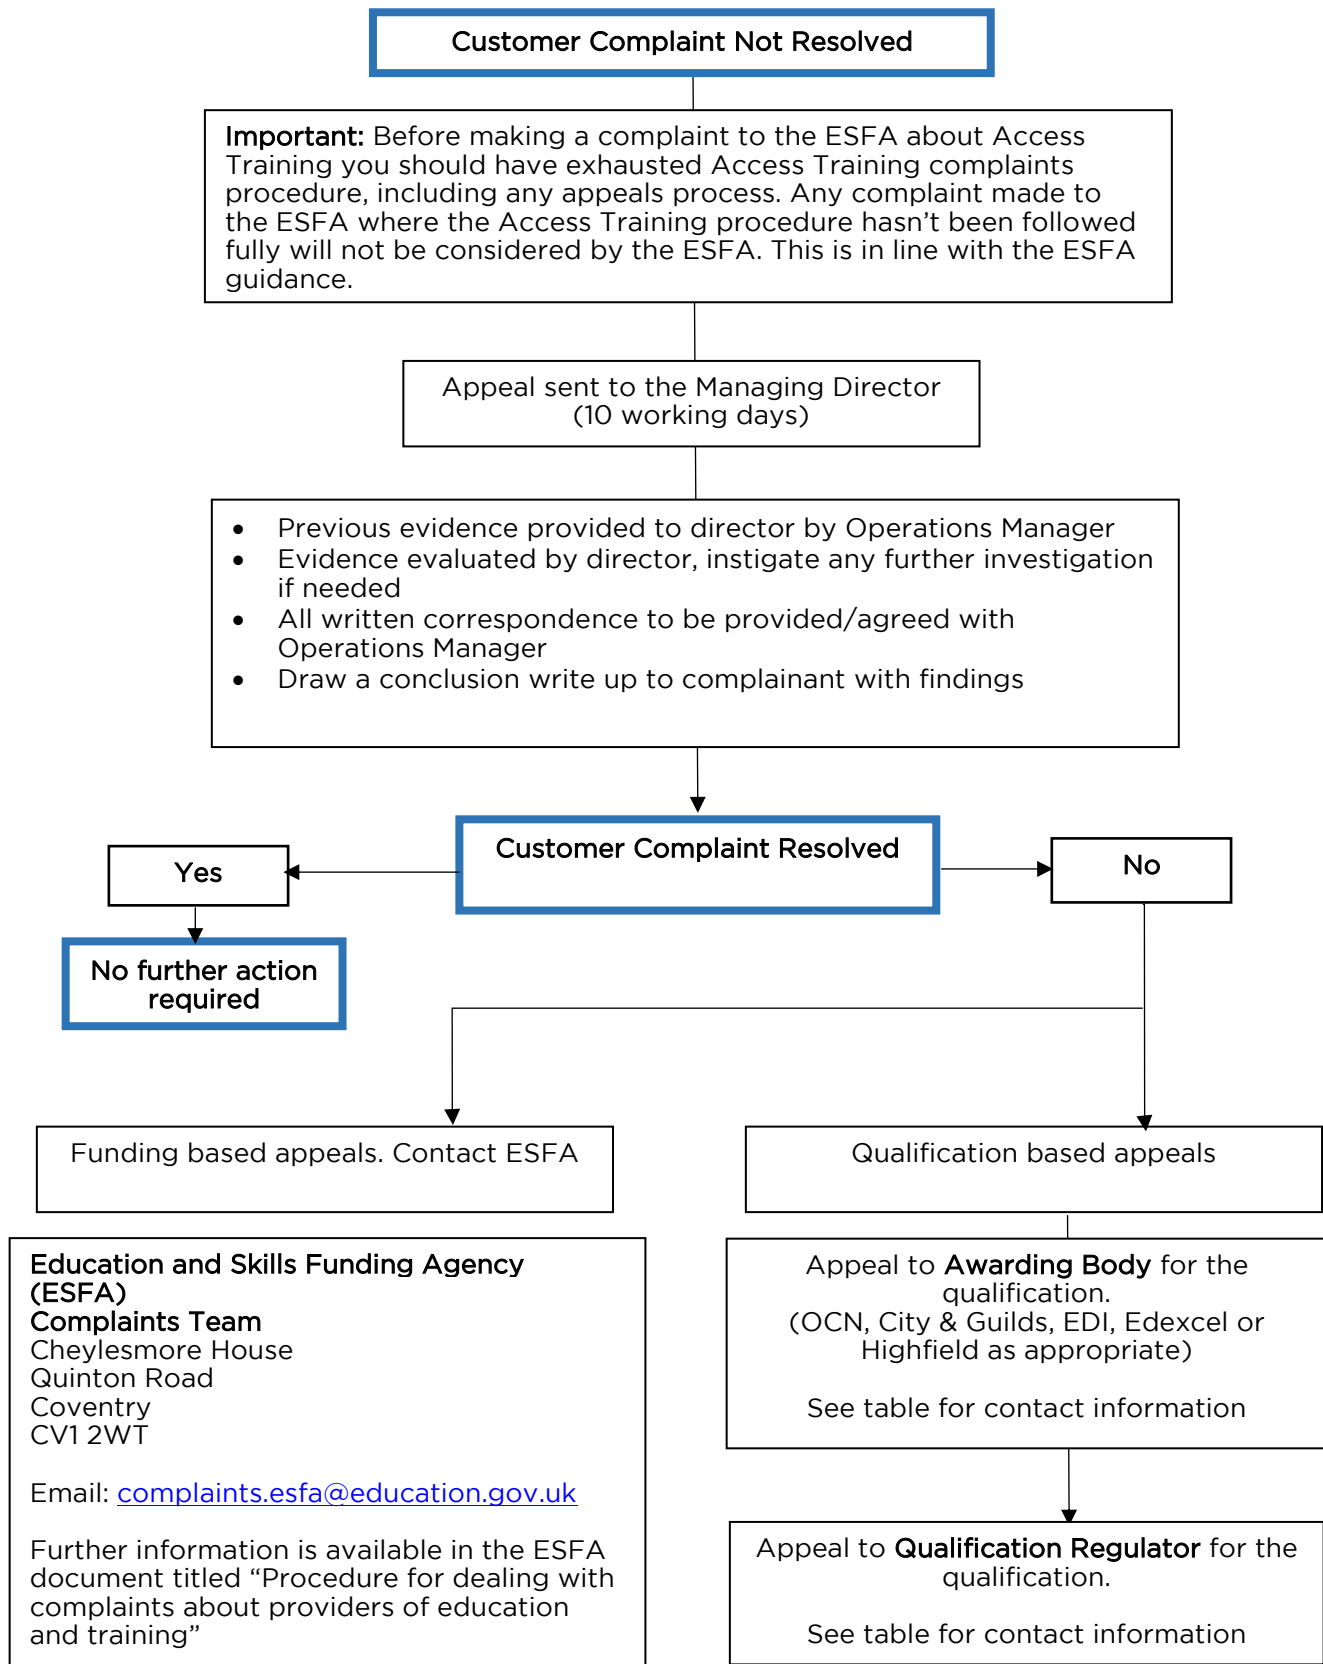 Customer Complaint Not Resolved
Important: Before making a complaint to the ESFA about Access
Training you should have exhausted Access Training complaints
procedure, including any appeals process. Any complaint made to
the ESFA where the Access Training procedure hasn’t been followed
fully will not be considered by the ESFA. This is in line with the ESFA
guidance.
Appeal sent to the Managing Director
(10 working days)
• Previous evidence provided to director by Operations Manager
• Evidence evaluated by director, instigate any further investigation
if needed
• All written correspondence to be provided/agreed with
Operations Manager
• Draw a conclusion write up to complainant with findings
Customer Complaint Resolved
Yes
No
No further action
required
Funding based appeals. Contact ESFA
Qualification based appeals
Education and Skills Funding Agency
(ESFA)
Complaints Team
Cheylesmore House
Quinton Road
Coventry
CV1 2WT
Email: complaints.esfa@education.gov.uk
Further information is available in the ESFA
document titled “Procedure for dealing with
complaints about providers of education
and training”
Appeal to Awarding Body for the
qualification.
(OCN, City & Guilds, EDI, Edexcel or
Highfield as appropriate)
See table for contact information
Appeal to Qualification Regulator for the
qualification.
See table for contact information